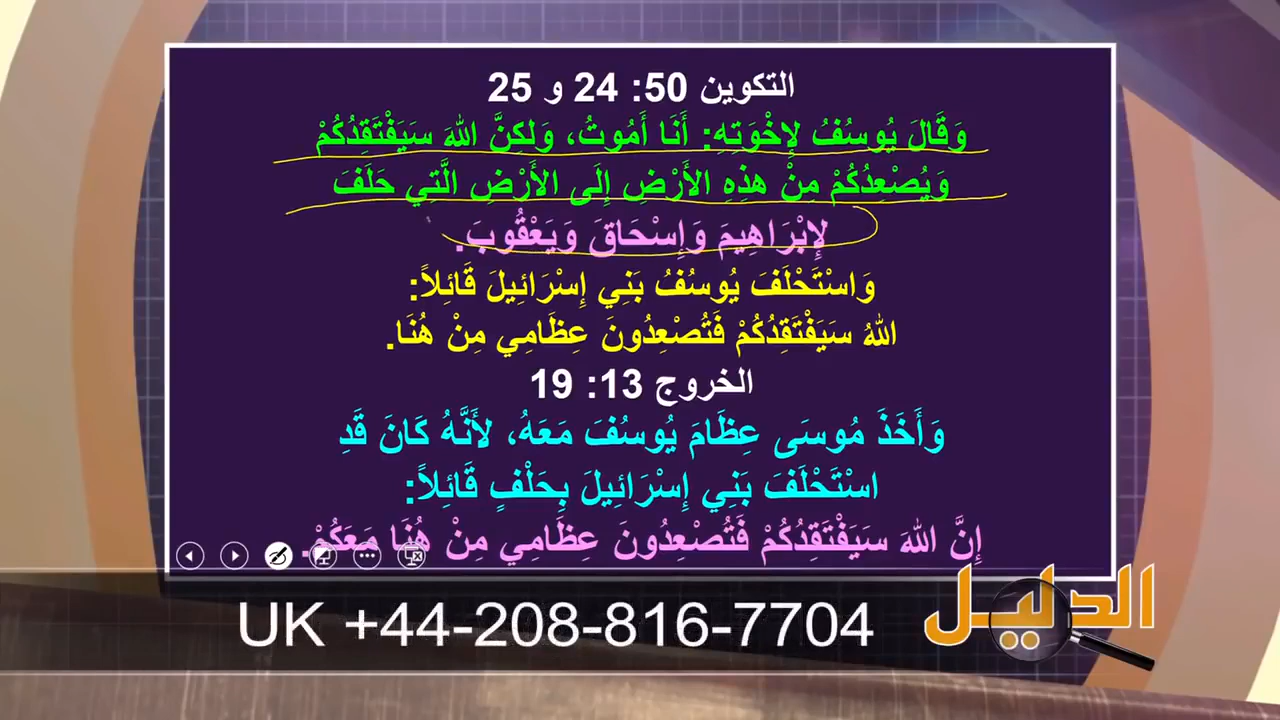 التكوين 50: 24 و 25
وَقَالَ يُوسُفُ لإِخْوَتِهِ: أَنَا أَمُوتُ، وَلكِنَّ اللهَ سَيَفْتَقِدُكُمْ
وَيُصْعِدُكُمْ مِنْ هذِهِ الأَرْضِ إِلَى الأَرْضِ الَّتِي حَلَفَ
لإِبْرَاهِيمَ وَإِسْحَاقَ وَيَعْقُوبَ.
وَاسْتَحْلَفَ يُوسُفُ بَنِي إِسْرَائِيلَ قَائِلاً:
اللهُ سَيَفْتَقِدُكُمْ فَتُصْعِدُونَ عِظَامِي مِنْ هُنَا.
الخروج 13: 19
وَأَخَذَ مُوسَى عِظَامَ يُوسُفَ مَعَهُ، لأَنَّهُ كَانَ قَدِ
اسْتَحْلَفَ بَنِي إِسْرَائِيلَ بِحَلْفٍ قَائِلاً:
إِنَّ اللهَ سَيَفْتَقِدُكُمْ فَتُصْعِدُونَ عِظَامِي مِنْ هُنَا مَعَكُمْ.
UK +44-208-816-7704
الدليل